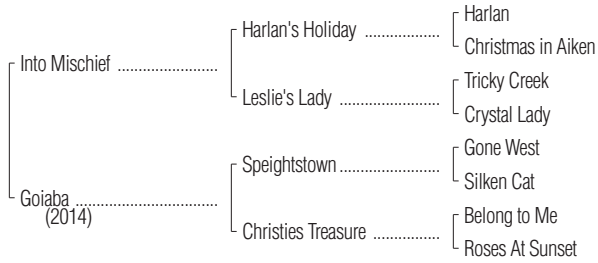 Harlan
Harlan's Holiday ..................
Christmas in Aiken
Into Mischief ........................
Tricky Creek
Leslie's Lady ........................
Crystal Lady
Gone West
Speightstown ........................
Silken Cat
Goiaba ..................................
(2014)
Belong to Me
Christies Treasure ................
Roses At Sunset